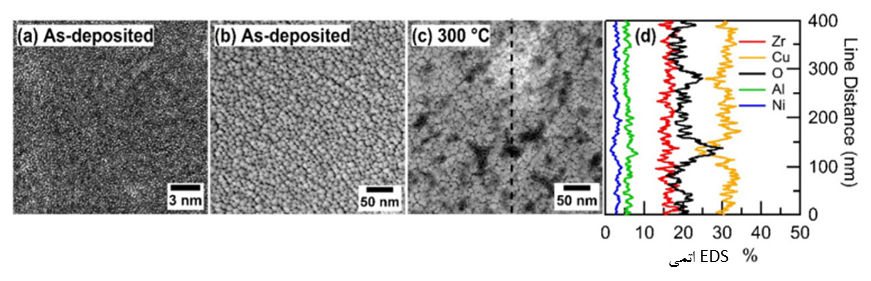 (a) As-deposited
3 nm
(b) As-deposited
50 nm
(c) 300 °C
50 nm
(d)
Zr
Cu
O
Al
Ni
400
300
200
100
0
Line Distance (nm)
0 10 20 30 40 50
اتمی EDS %